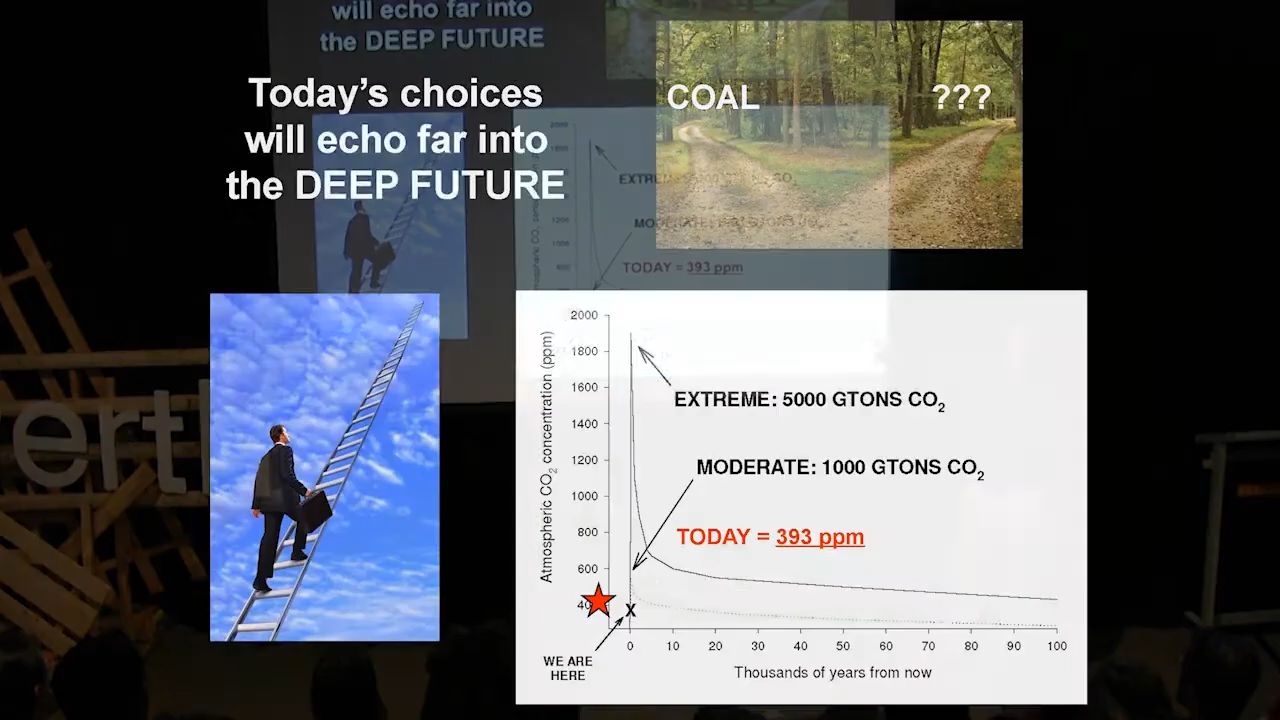 will echo far into
the DEEP FUTURE
Today's choices
will echo far into
the DEEP FUTURE
COAL
???
TODAY = 393 ppm
2000
1800
1600
1400
1200
1000
800
600
40
Atmospheric CO2 concentration (ppm)
EXTREME: 5000 GTONS CO2
MODERATE: 1000 GTONS CO2
TODAY = 393 ppm
X
WE ARE
HERE
0 10 20 30 40 50 60 70 80 90 100
Thousands of years from now
ert